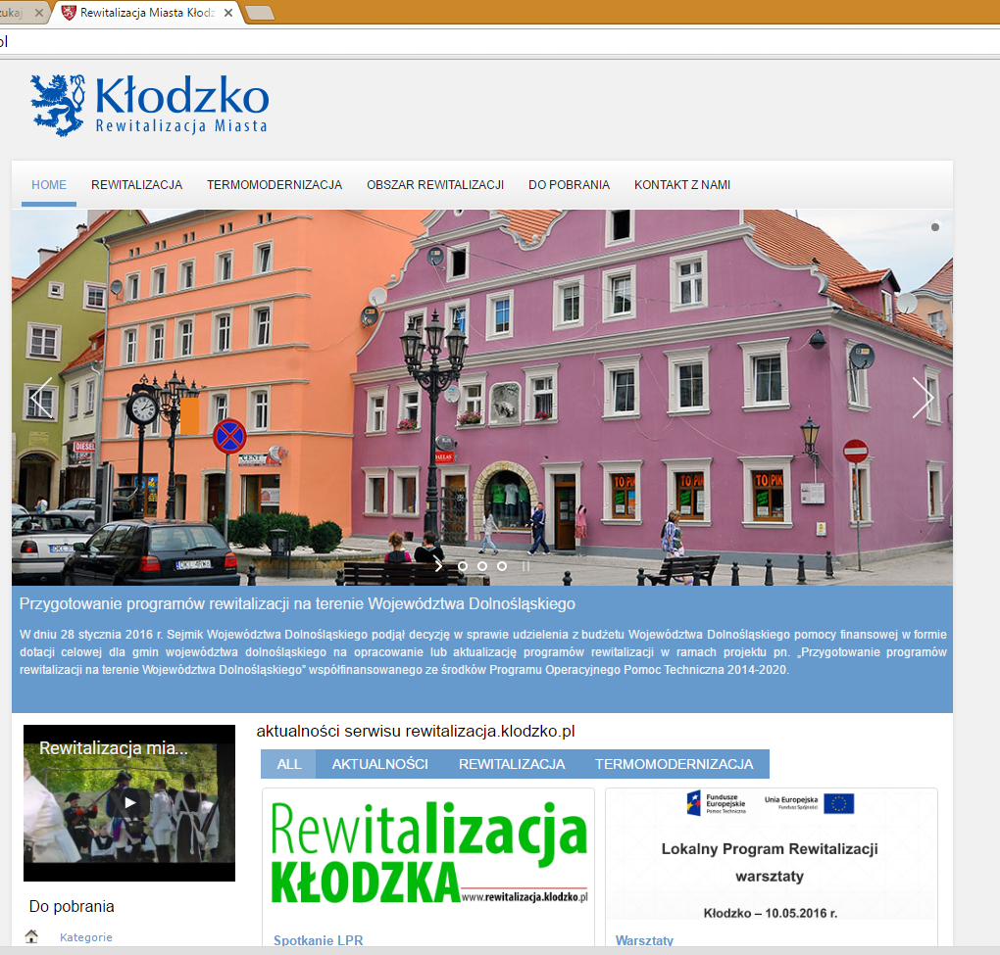 zukaj
Rewitalizacja Miasta Kłodz
pl
Kłodzko
Rewitalizacja Miasta
HOME REWITALIZACJA TERMOMODERNIZACJA OBSZAR REWITALIZACJI DO POBRANIA KONTAKT Z NAMI
DIESEL
CENT
DALLAS
TO PIK TO PIK TO PIK
Przygotowanie programów rewitalizacji na terenie Województwa Dolnośląskiego
W dniu 28 stycznia 2016 r. Sejmik Województwa Dolnośląskiego podjął decyzję w sprawie udzielenia z budżetu Województwa Dolnośląskiego pomocy finansowej w formie
dotacji celowej dla gmin województwa dolnośląskiego na opracowanie lub aktualizację programów rewitalizacji w ramach projektu pn. „Przygotowanie programów
rewitalizacji na terenie Województwa Dolnośląskiego" współfinansowanego ze środków Programu Operacyjnego Pomoc Techniczna 2014-2020.
Rewitalizacja mia...
Do pobrania
Kategorie
aktualności serwisu rewitalizacja.klodzko.pl
ALL AKTUALNOŚCI REWITALIZACJA TERMOMODERNIZACJA
Rewitalizacja
KŁODZKA www.rewitalizacja.klodzko.pl
Spotkanie LPR
Fundusze
Europejskie
Pomoc Techniczna
Unia Europejska
Fundusz Spójności
Lokalny Program Rewitalizacji
warsztaty
Kłodzko – 10.05.2016 r.
Warsztaty